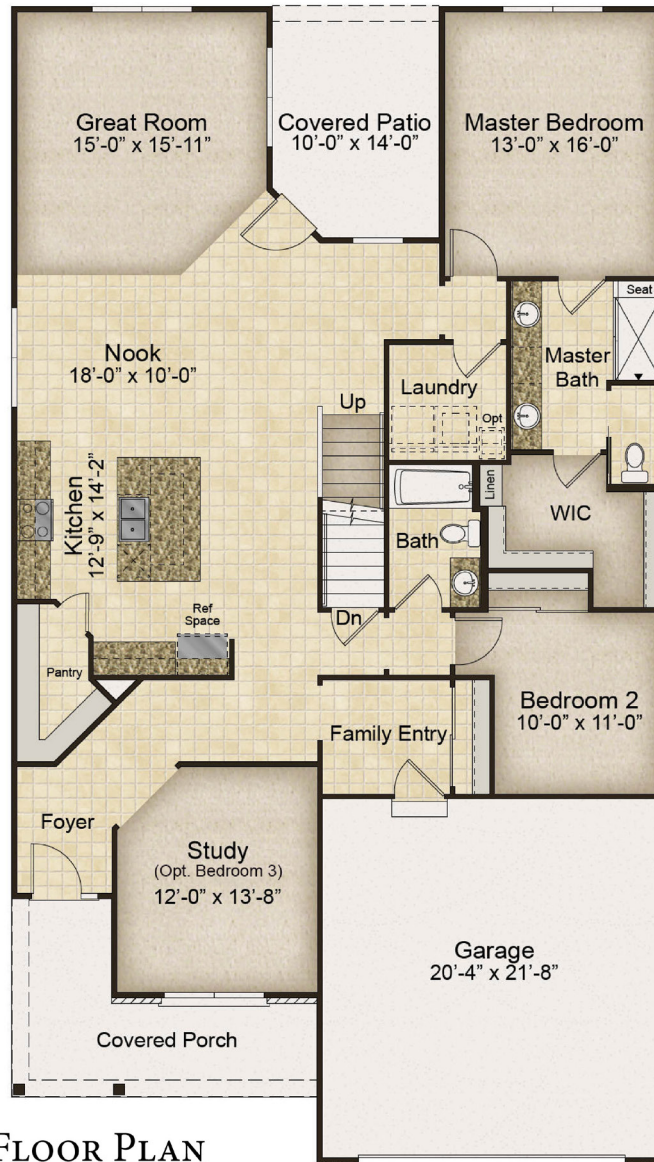 Great Room
15'-0" x 15'-11"
Covered Patio
10'-0" x 14'-0"
Master Bedroom
13'-0" x 16'-0"
Seat
Nook
18'-0" x 10'-0"
Laundry
Opt
Master
Bath
Up
Kitchen
12'-9" x 14'-2"
Linen
WIC
Bath
Ref
Space
Dn
Pantry
Bedroom 2
10'-0" x 11'-0"
Family Entry
Foyer
Study
(Opt. Bedroom 3)
12'-0" x 13'-8"
Garage
20'-4" x 21'-8"
Covered Porch
FLOOR PLAN